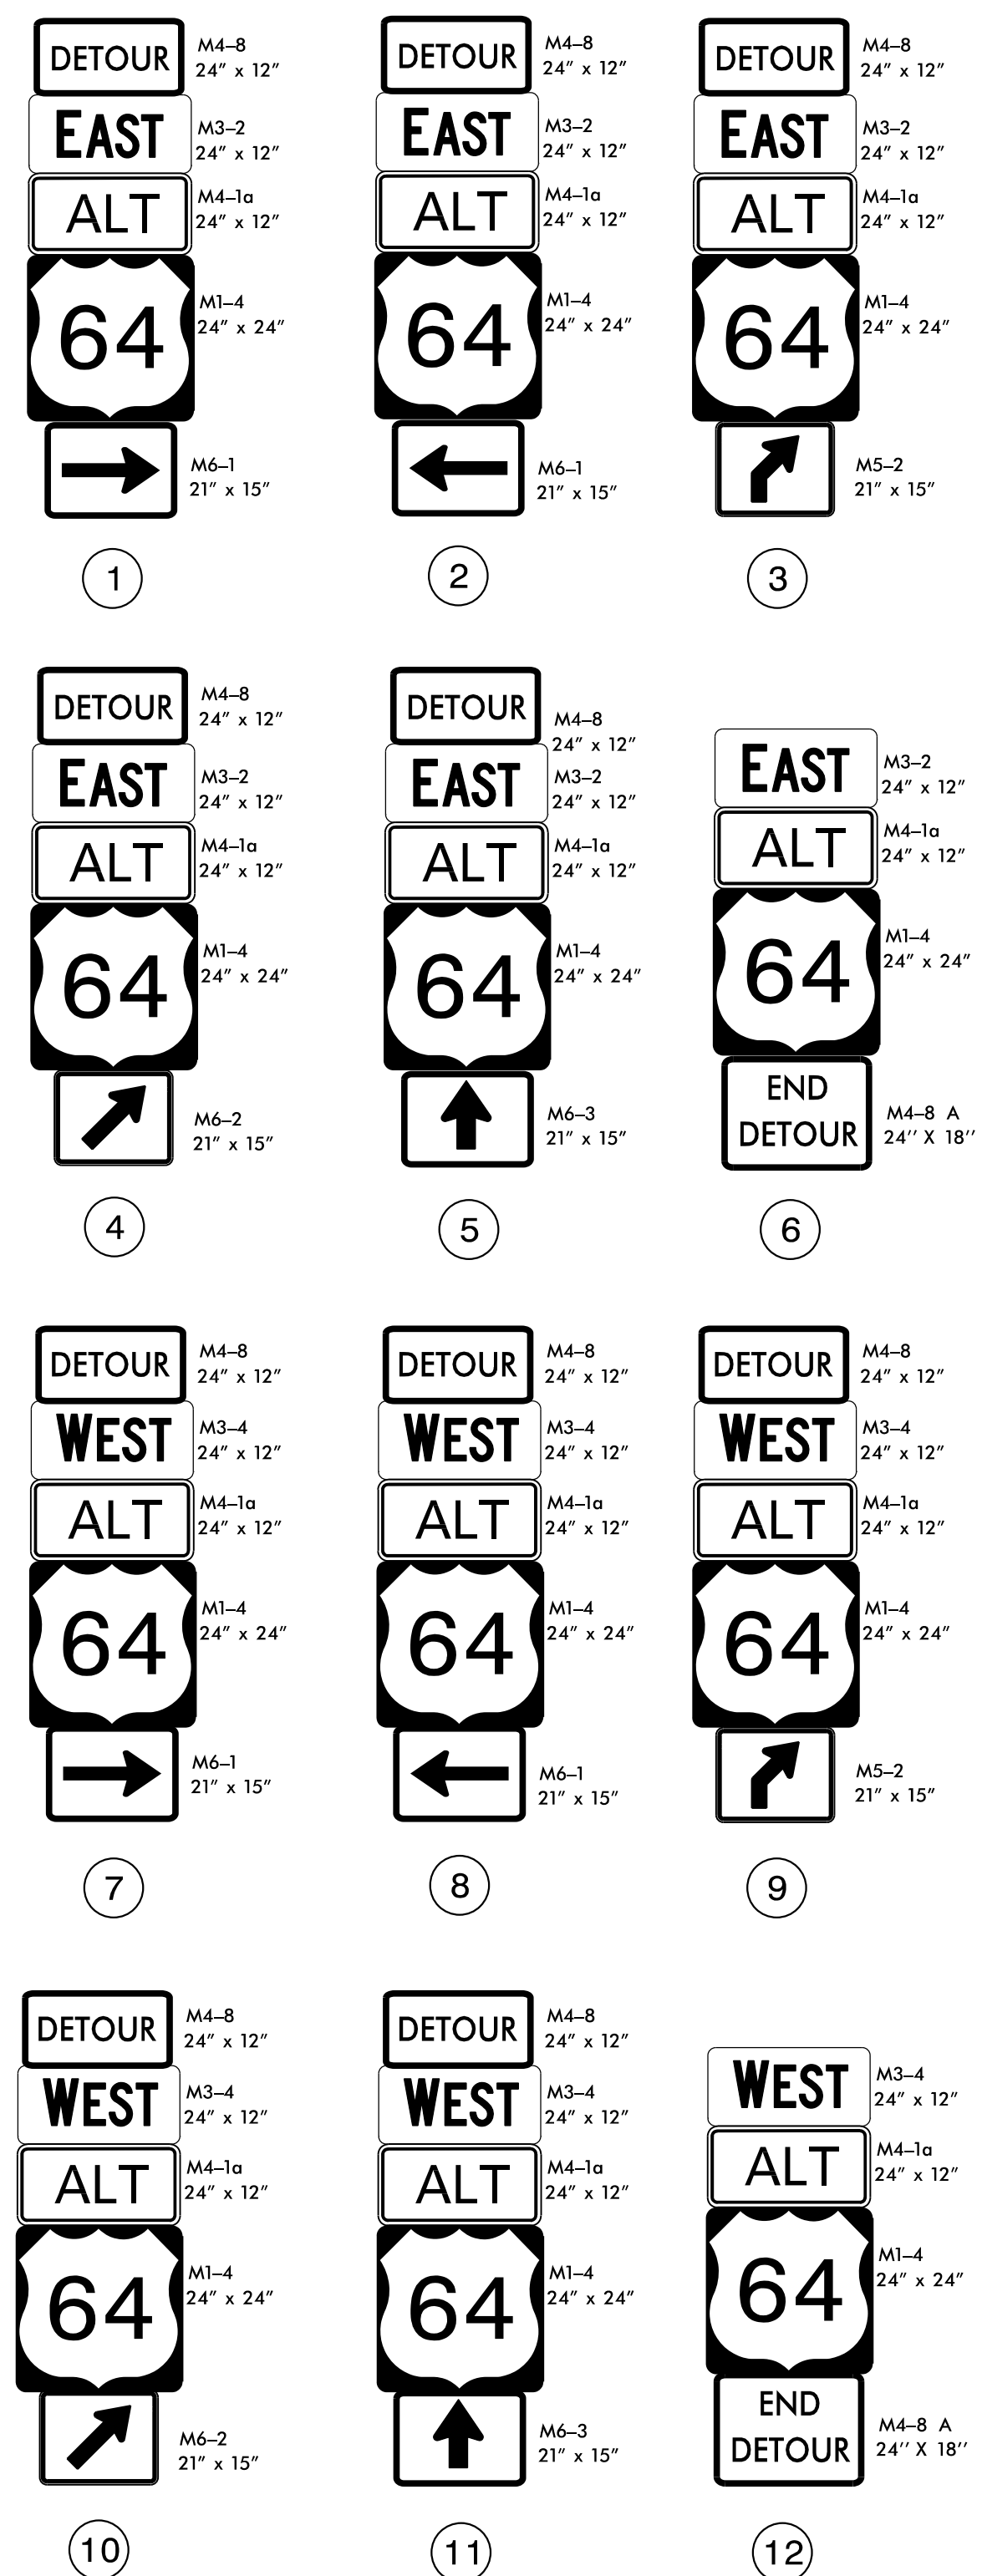 DETOUR
M4–8
24″ x 12″
EAST
M3–2
24″ x 12″
ALT
M4–1a
24″ x 12″
64
M1–4
24″ x 24″
M6–1
21″ x 15″
1
DETOUR
M4–8
24″ x 12″
EAST
M3–2
24″ x 12″
ALT
M4–1a
24″ x 12″
64
M1–4
24″ x 24″
M6–1
21″ x 15″
2
DETOUR
M4–8
24″ x 12″
EAST
M3–2
24″ x 12″
ALT
M4–1a
24″ x 12″
64
M1–4
24″ x 24″
M5–2
21″ x 15″
3
DETOUR
M4–8
24″ x 12″
EAST
M3–2
24″ x 12″
ALT
M4–1a
24″ x 12″
64
M1–4
24″ x 24″
M6–2
21″ x 15″
4
DETOUR
M4–8
24″ x 12″
EAST
M3–2
24″ x 12″
ALT
M4–1a
24″ x 12″
64
M1–4
24″ x 24″
M6–3
21″ x 15″
5
EAST
M3–2
24″ x 12″
ALT
M4–1a
24″ x 12″
64
M1–4
24″ x 24″
END
DETOUR
M4–8 A
24′′ X 18′′
6
DETOUR
M4–8
24″ x 12″
WEST
M3–4
24″ x 12″
ALT
M4–1a
24″ x 12″
64
M1–4
24″ x 24″
M6–1
21″ x 15″
7
DETOUR
M4–8
24″ x 12″
WEST
M3–4
24″ x 12″
ALT
M4–1a
24″ x 12″
64
M1–4
24″ x 24″
M6–1
21″ x 15″
8
DETOUR
M4–8
24″ x 12″
WEST
M3–4
24″ x 12″
ALT
M4–1a
24″ x 12″
64
M1–4
24″ x 24″
M5–2
21″ x 15″
9
DETOUR
M4–8
24″ x 12″
WEST
M3–4
24″ x 12″
ALT
M4–1a
24″ x 12″
64
M1–4
24″ x 24″
M6–2
21″ x 15″
10
DETOUR
M4–8
24″ x 12″
WEST
M3–4
24″ x 12″
ALT
M4–1a
24″ x 12″
64
M1–4
24″ x 24″
M6–3
21″ x 15″
11
WEST
M3–4
24″ x 12″
ALT
M4–1a
24″ x 12″
64
M1–4
24″ x 24″
END
DETOUR
M4–8 A
24′′ X 18′′
12